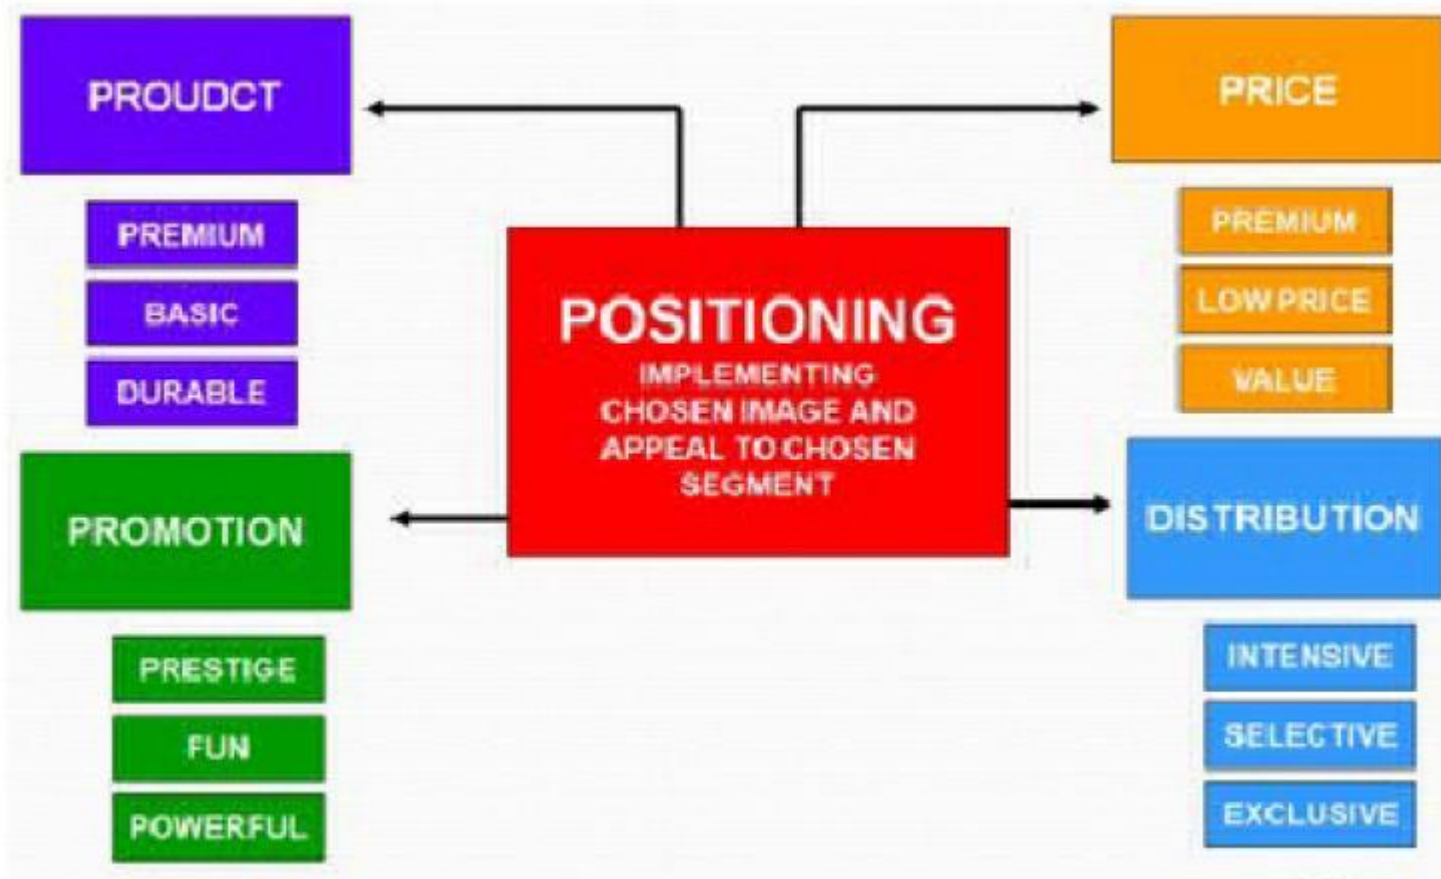 PROUDCT
PREMIUM
BASIC
DURABLE
PROMOTION
PRESTIGE
FUN
POWERFUL
POSITIONING
IMPLEMENTING
CHOSEN IMAGE AND
APPEAL TO CHOSEN
SEGMENT
PRICE
PREMIUM
LOW PRICE
VALUE
DISTRIBUTION
INTENSIVE
SELECTIVE
EXCLUSIVE